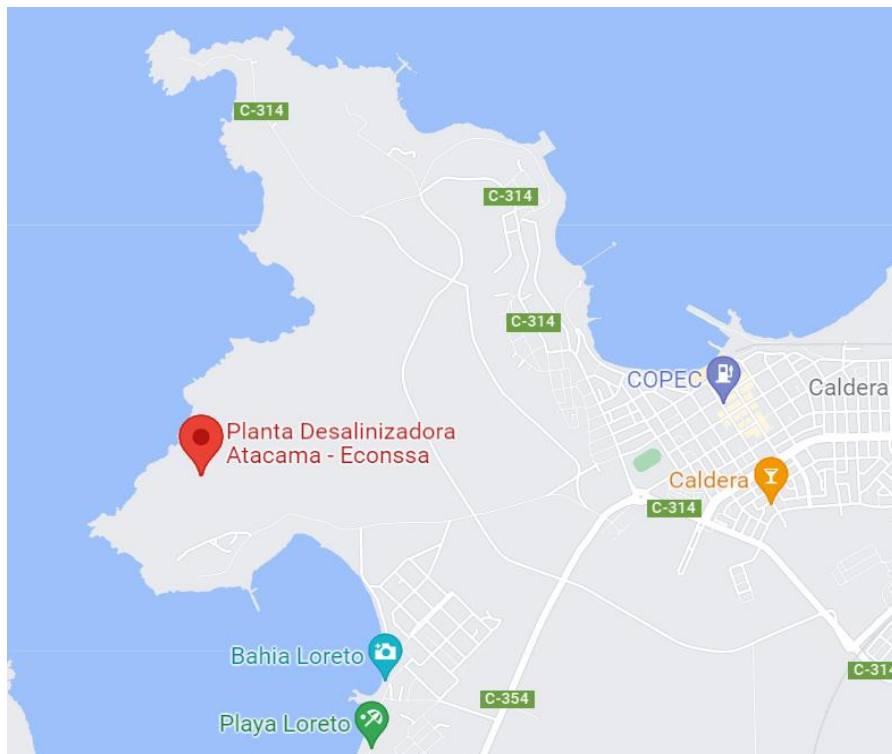 C-314
C-314
C-314
COPEC
Caldera
Planta Desalinizadora
Atacama - Econssa
Caldera
C-314
Bahia Loreto
C-314
C-354
Playa Loreto